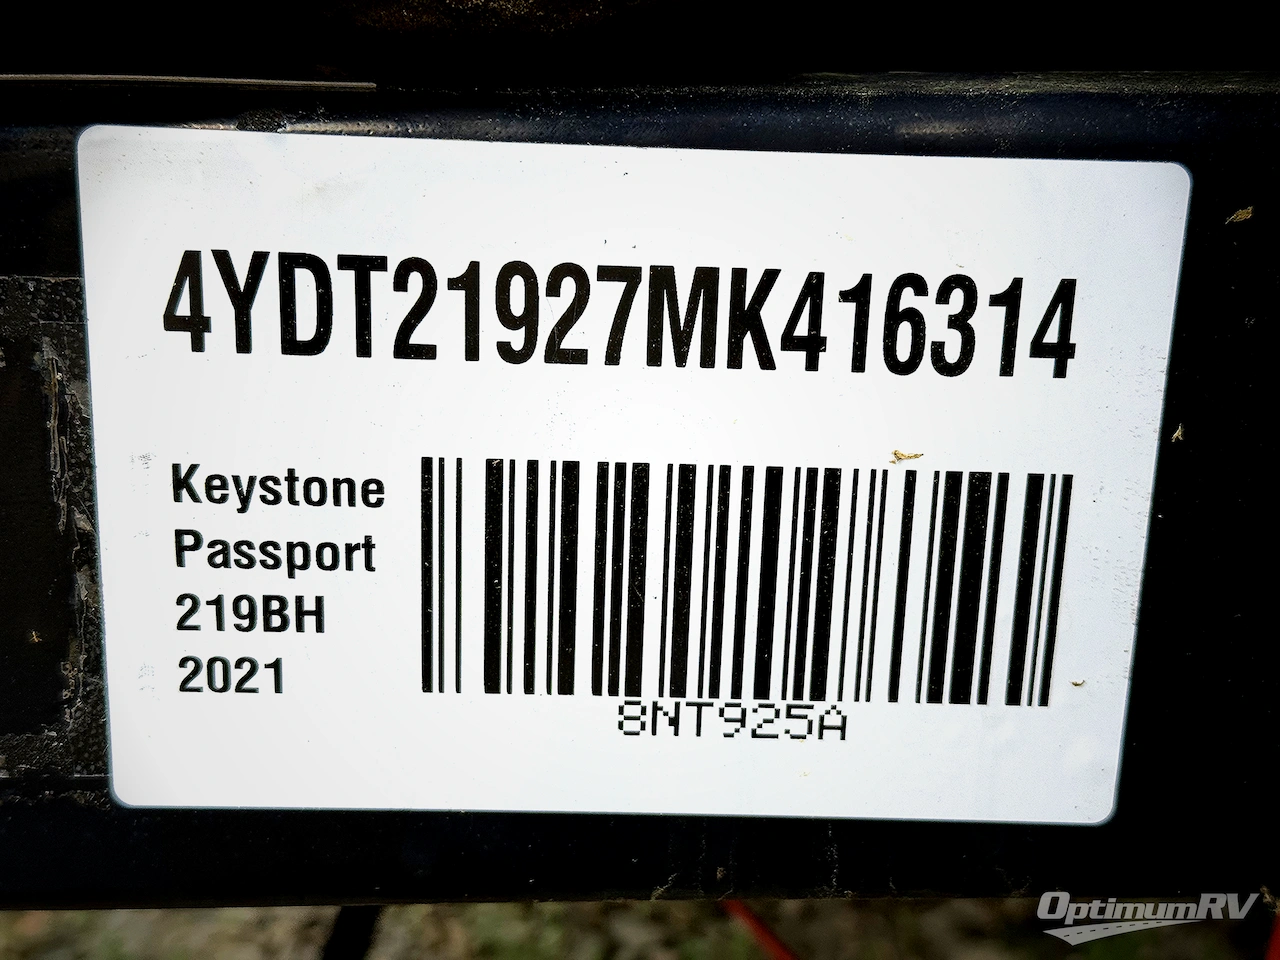 4YDT21927MK416314
Keystone
Passport
219BH
2021
8NT925A
OptimumRV